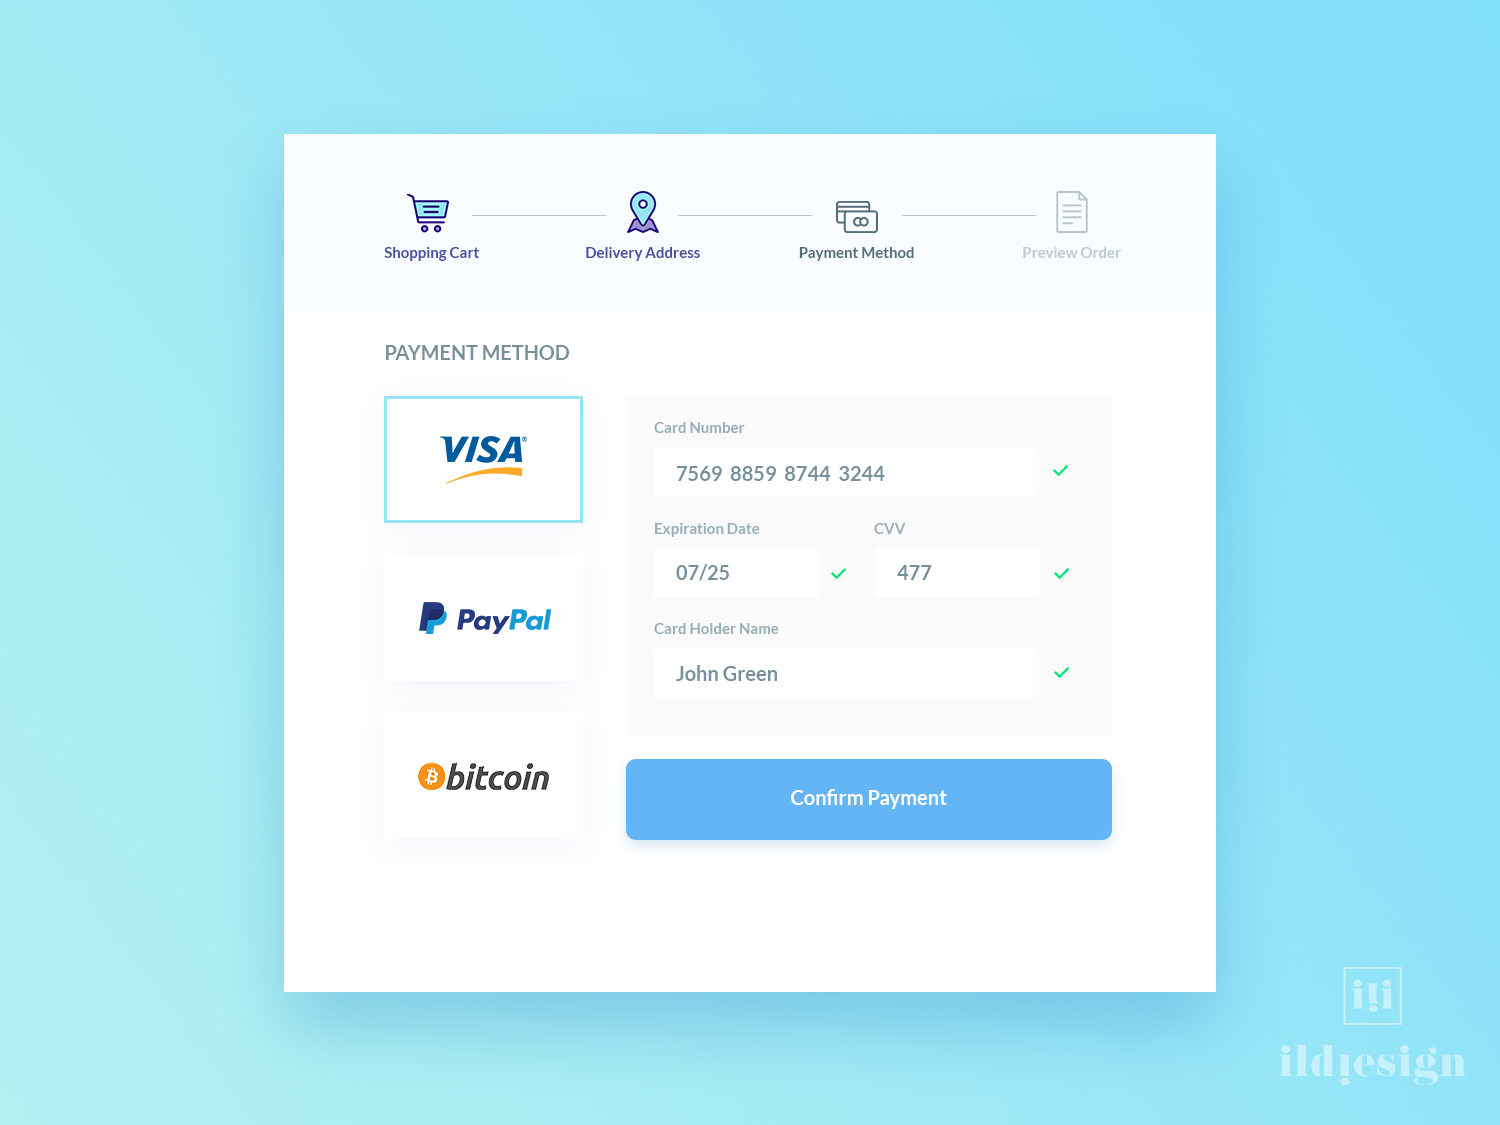 Shopping Cart
Delivery Address
Payment Method
Preview Order
PAYMENT METHOD
VISA®
PayPal
bitcoin
Card Number
7569 8859 8744 3244
Expiration Date
CVV
07/25
477
Card Holder Name
John Green
Confirm Payment
ildesign